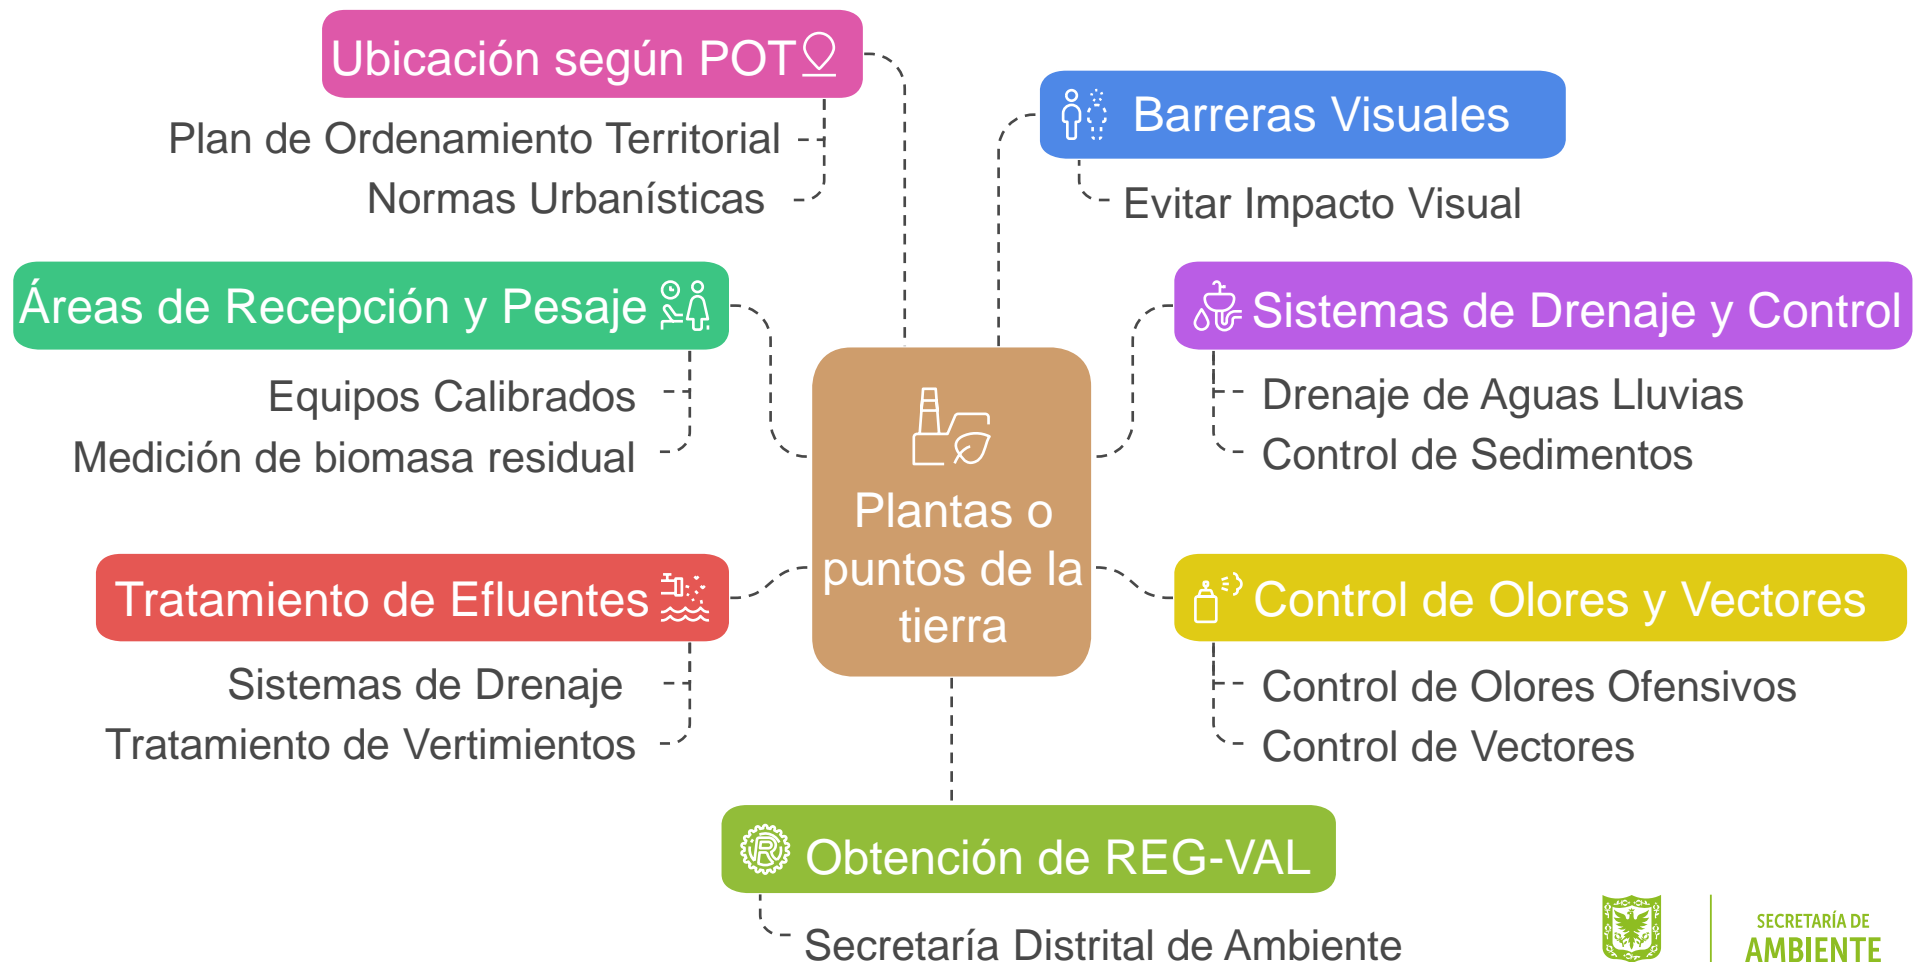 Ubicación según POT
Plan de Ordenamiento Territorial
Normas Urbanísticas
Barreras Visuales
Evitar Impacto Visual
Áreas de Recepción y Pesaje
Equipos Calibrados
Medición de biomasa residual
Sistemas de Drenaje y Control
Drenaje de Aguas Lluvias
Control de Sedimentos
Plantas o
puntos de la
tierra
Tratamiento de Efluentes
Sistemas de Drenaje
Tratamiento de Vertimientos
Control de Olores y Vectores
Control de Olores Ofensivos
Control de Vectores
R
Obtención de REG-VAL
Secretaría Distrital de Ambiente
SECRETARÍA DE
AMBIENTE